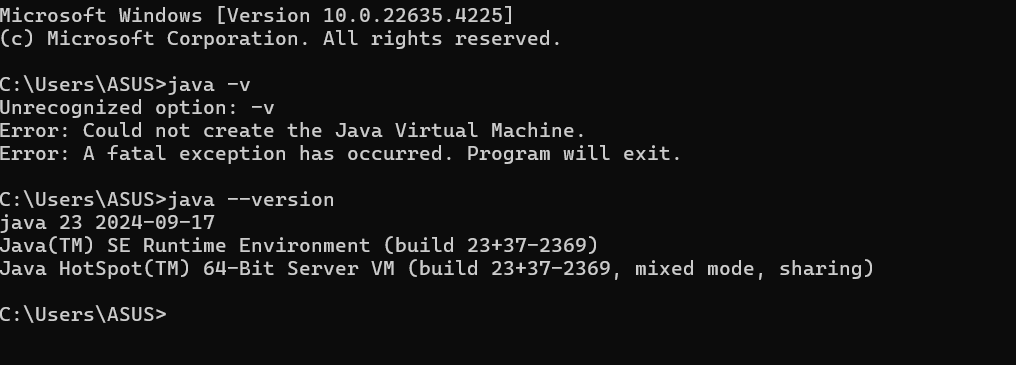 Microsoft Windows [Version 10.0.22635.4225]
(c) Microsoft Corporation. All rights reserved.
C:\Users\ASUS>java -v
Unrecognized option: -v
Error: Could not create the Java Virtual Machine.
Error: A fatal exception has occurred. Program will exit.
C:\Users\ASUS>java --version
java 23 2024-09-17
Java(TM) SE Runtime Environment (build 23+37-2369)
Java HotSpot(TM) 64-Bit Server VM (build 23+37-2369, mixed mode, sharing)
C:\Users\ASUS>